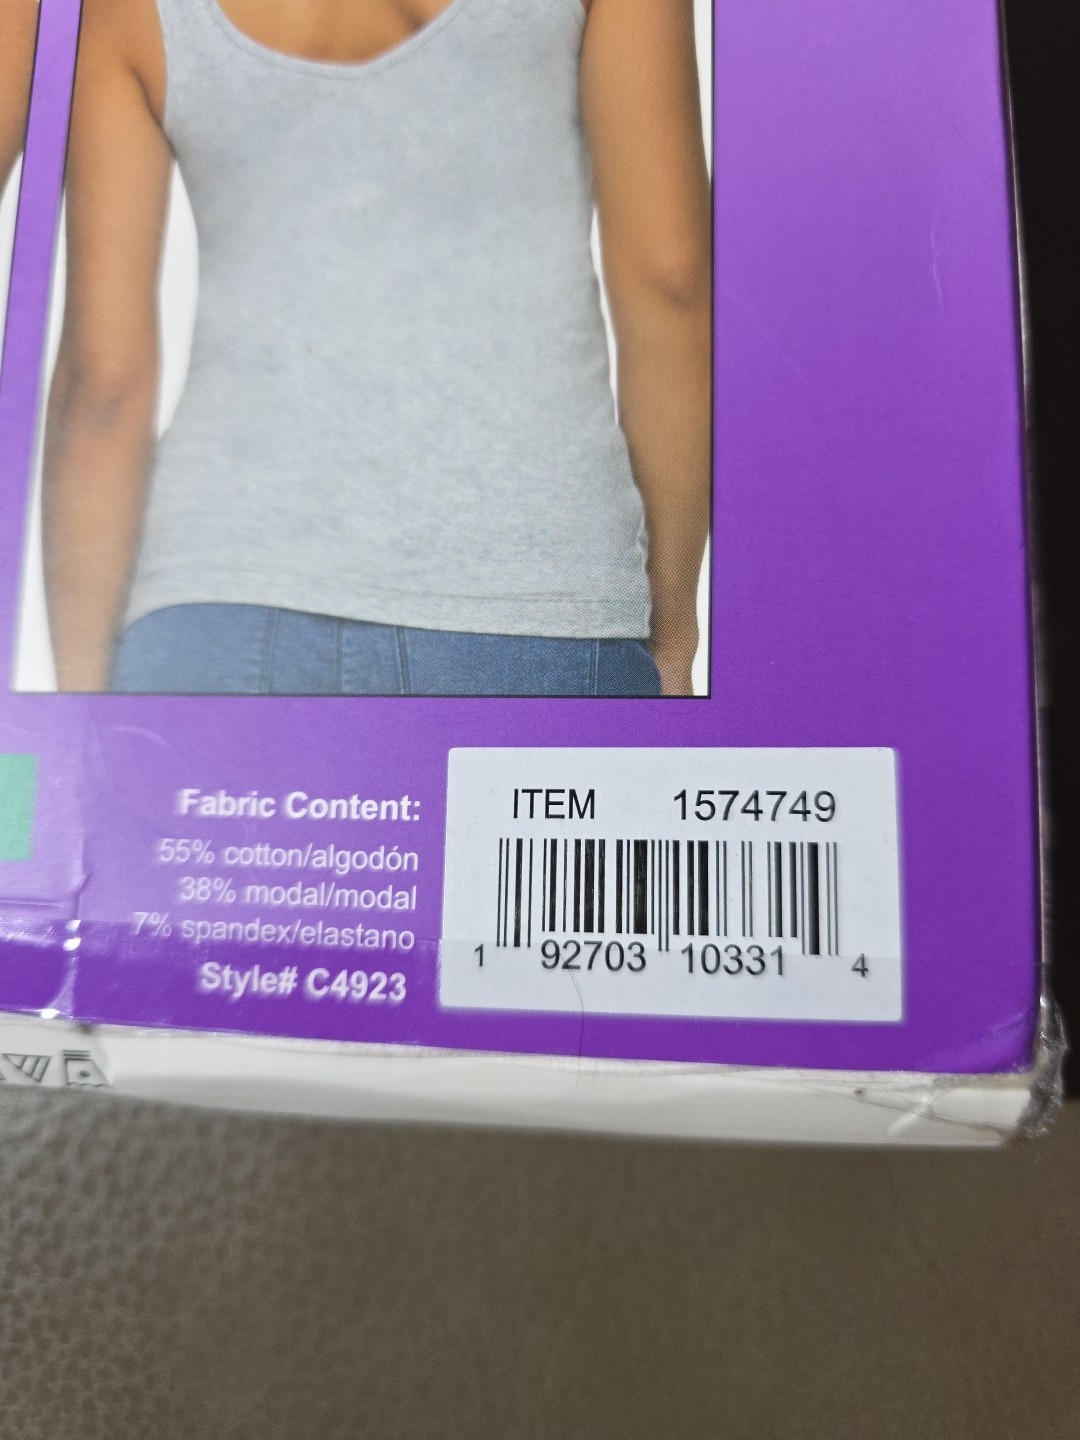 Fabric Content:
55% cotton/algodón
38% modal/modal
7% spandex/elastano
Style# C4923
ITEM 1574749
1 92703 10331 4